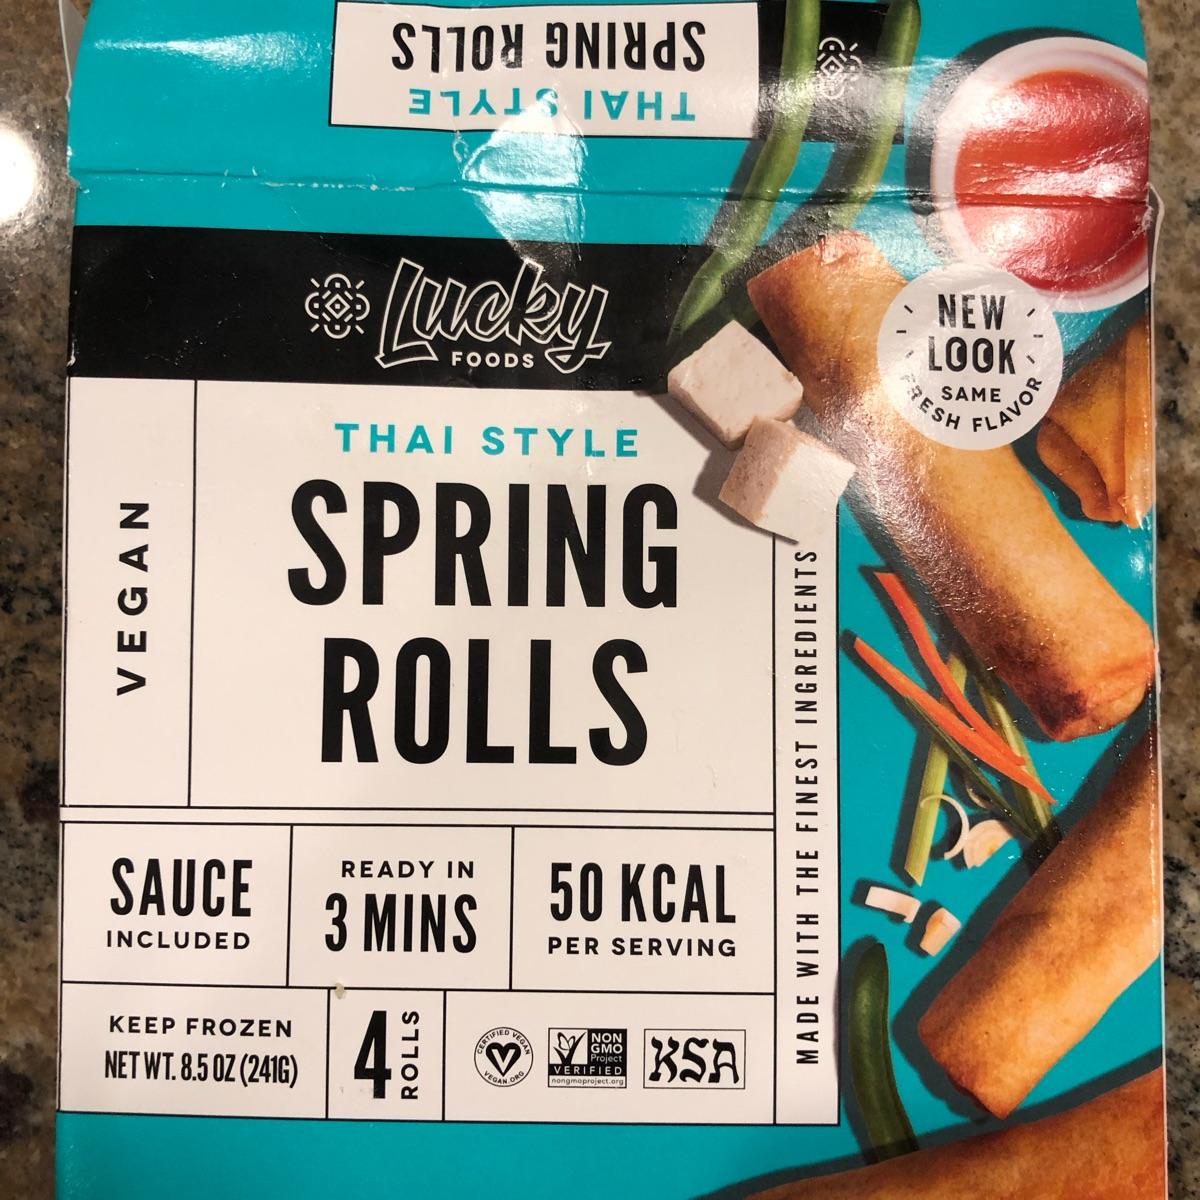 SPRING ROLLS
THAI STYLE
Lucky
FOODS
NEW
LOOK
SAME
FRESH FLAVOR
THAI STYLE
SPRING
ROLLS
VEGAN
MADE WITH THE FINEST INGREDIENTS
SAUCE
INCLUDED
READY IN
3 MINS
50 KCAL
PER SERVING
KEEP FROZEN
NET WT. 8.5 OZ (241G)
4
ROLLS
CERTIFIED VEGAN
VEGAN.ORG
NON
GMO
Project
VERIFIED
nongmoproject.org
KSA